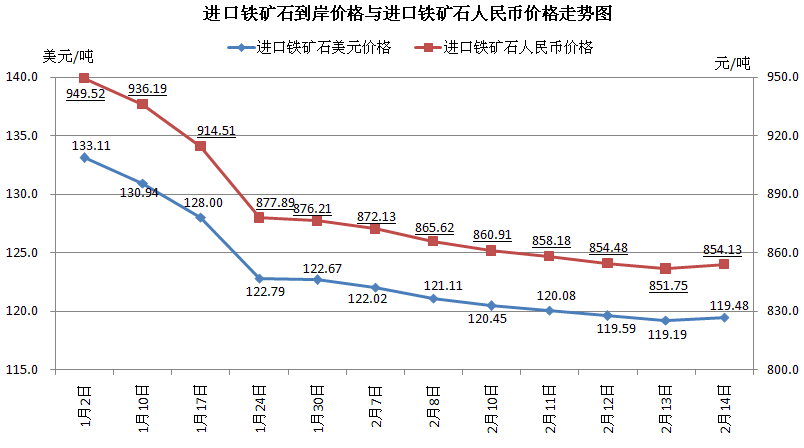 进口铁矿石到岸价格与进口铁矿石人民币价格走势图
美元/吨
进口铁矿石美元价格
进口铁矿石人民币价格
元/吨
140.0
135.0
130.0
125.0
120.0
115.0
950.0
920.0
890.0
860.0
830.0
800.0
949.52
936.19
914.51
877.89
876.21
872.13
865.62
860.91
858.18
854.48
851.75
854.13
133.11
130.94
128.00
122.79
122.67
122.02
121.11
120.45
120.08
119.59
119.19
119.48
1月2日
1月10日
1月17日
1月24日
1月30日
2月7日
2月8日
2月10日
2月11日
2月12日
2月13日
2月14日